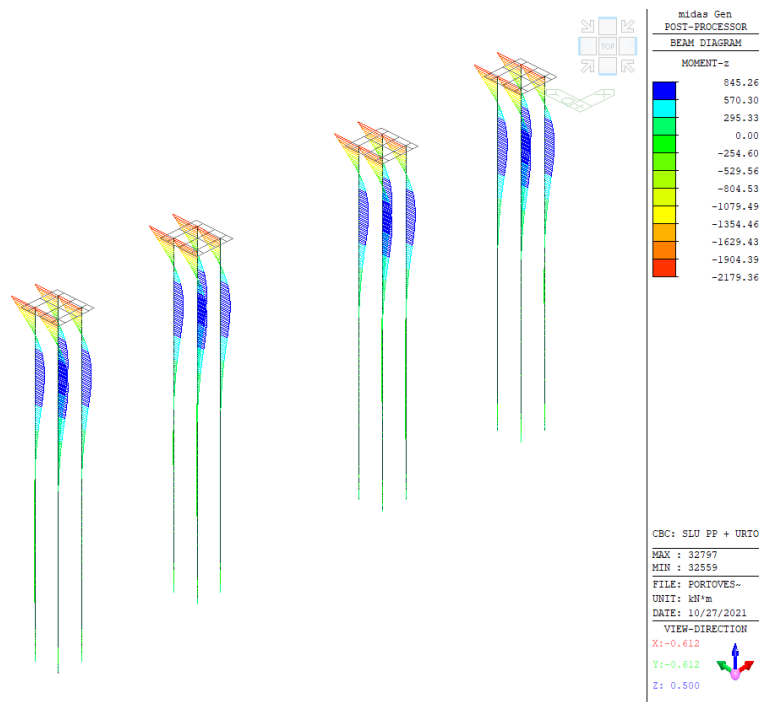 TOP
midas Gen
POST-PROCESSOR
BEAM DIAGRAM
MOMENT-z
845.26
570.30
295.33
0.00
-254.60
-529.56
-804.53
-1079.49
-1354.46
-1629.43
-1904.39
-2179.36
CBC: SLU PP + URTO
MAX : 32797
MIN : 32559
FILE: PORTOVES~
UNIT: kN*m
DATE: 10/27/2021
VIEW-DIRECTION
X:-0.612
Y:-0.612
Z: 0.500